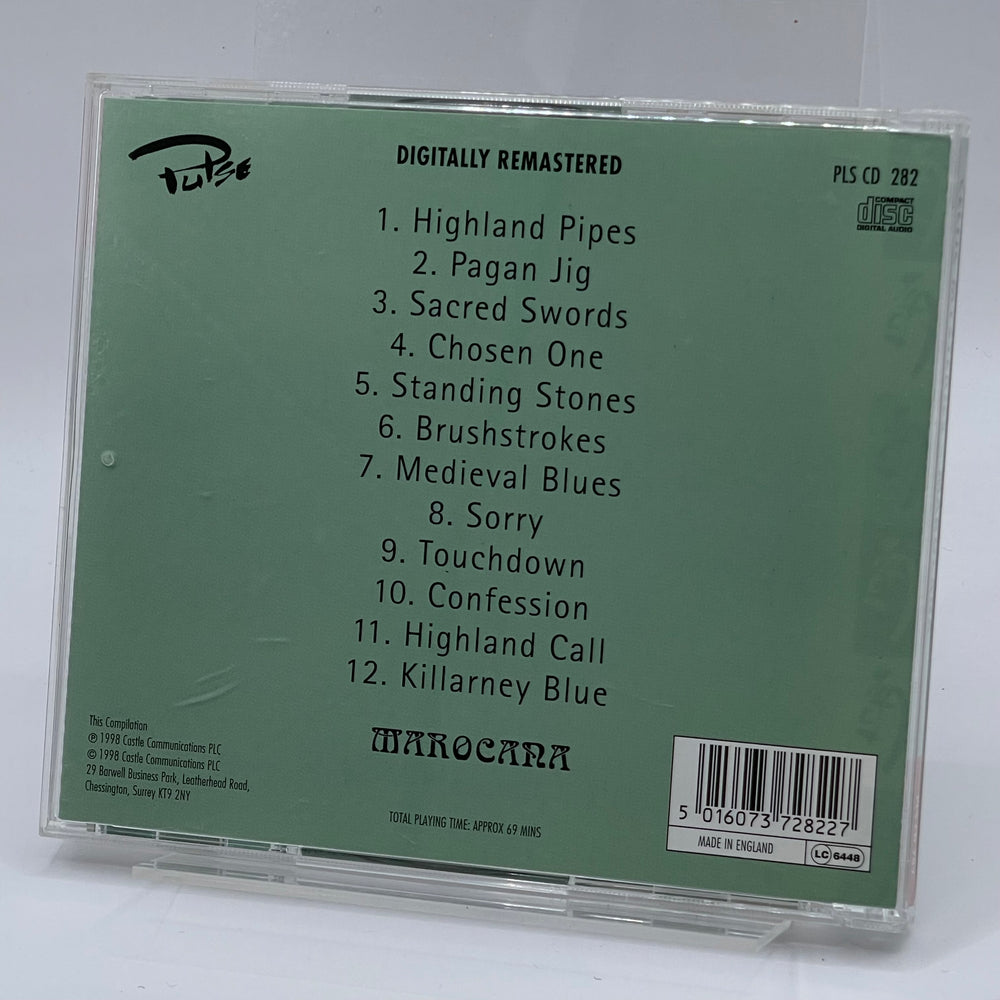 Pulse
DIGITALLY REMASTERED
PLS CD 282
COMPACT
disc
DIGITAL AUDIO
1. Highland Pipes
2. Pagan Jig
3. Sacred Swords
4. Chosen One
5. Standing Stones
6. Brushstrokes
7. Medieval Blues
8. Sorry
9. Touchdown
10. Confession
11. Highland Call
12. Killarney Blue
MAROCANA
This Compilation
℗ 1998 Castle Communications PLC
© 1998 Castle Communications PLC
29 Barwell Business Park, Leatherhead Road,
Chessington, Surrey KT9 2NY
TOTAL PLAYING TIME: APPROX 69 MINS
5 016073 728227
MADE IN ENGLAND
LC 6448